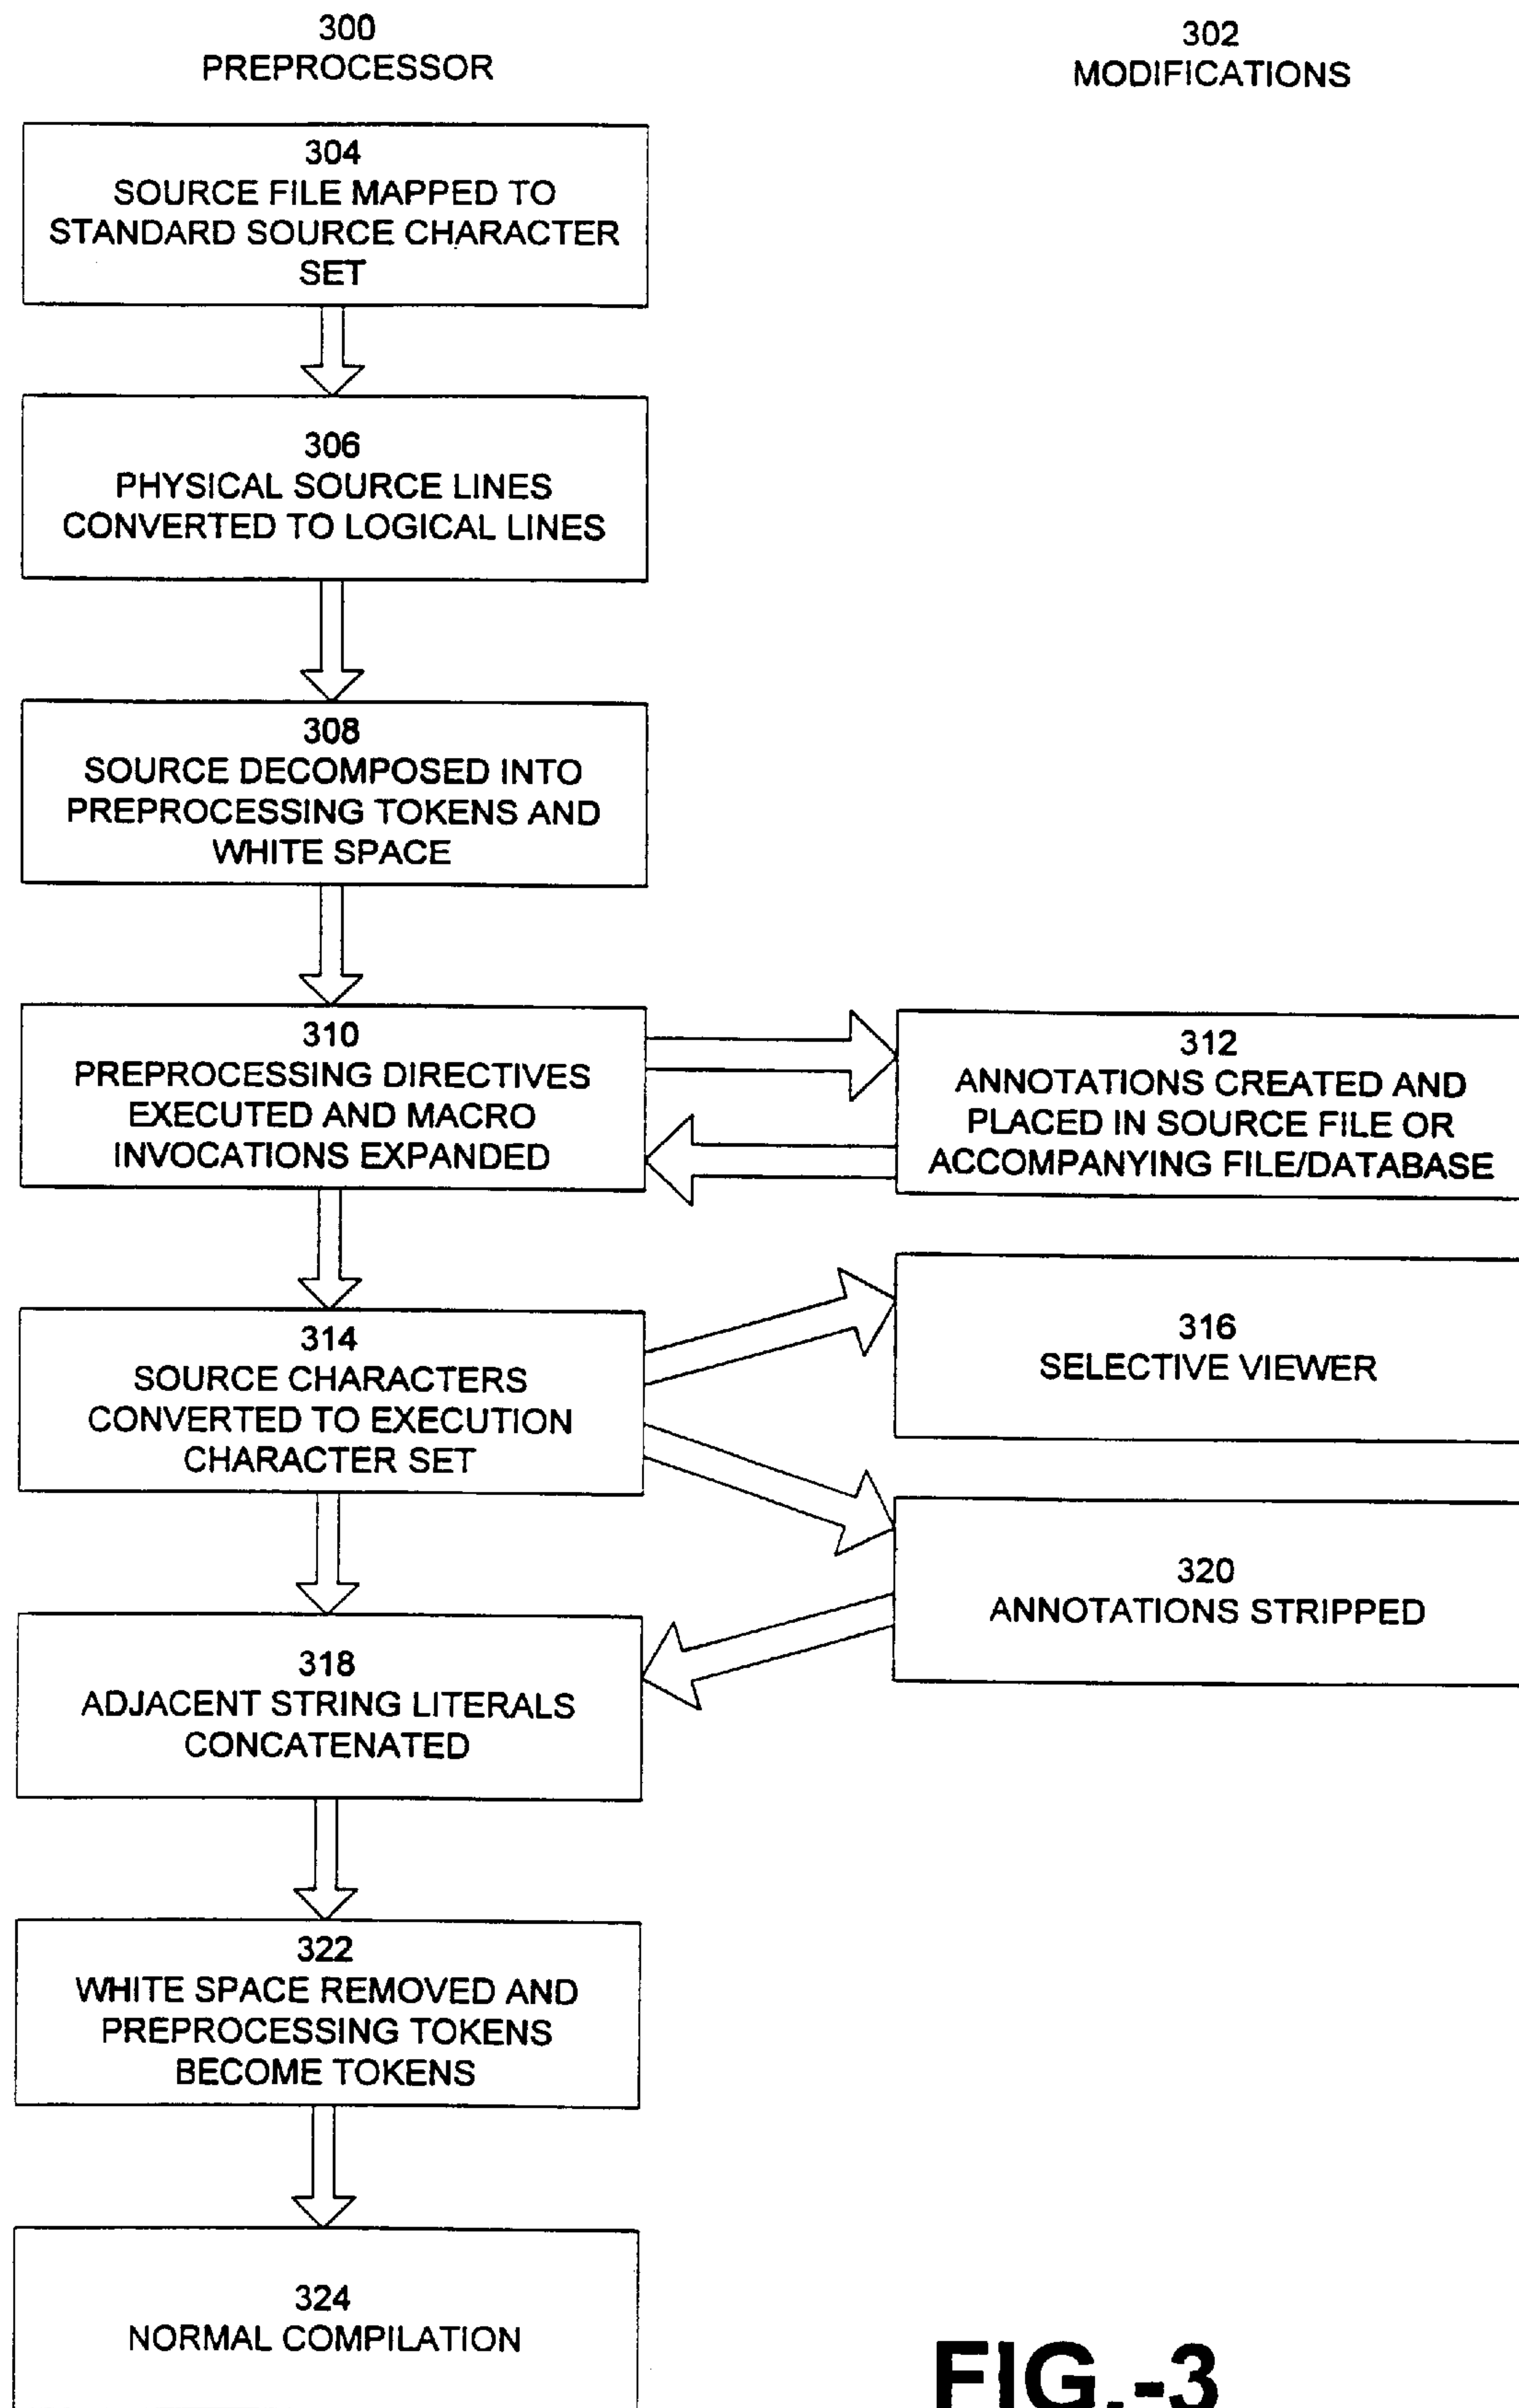 300
PREPROCESSOR
302
MODIFICATIONS
304
SOURCE FILE MAPPED TO
STANDARD SOURCE CHARACTER
SET
306
PHYSICAL SOURCE LINES
CONVERTED TO LOGICAL LINES
308
SOURCE DECOMPOSED INTO
PREPROCESSING TOKENS AND
WHITE SPACE
310
PREPROCESSING DIRECTIVES
EXECUTED AND MACRO
INVOCATIONS EXPANDED
312
ANNOTATIONS CREATED AND
PLACED IN SOURCE FILE OR
ACCOMPANYING FILE/DATABASE
314
SOURCE CHARACTERS
CONVERTED TO EXECUTION
CHARACTER SET
316
SELECTIVE VIEWER
320
ANNOTATIONS STRIPPED
318
ADJACENT STRING LITERALS
CONCATENATED
322
WHITE SPACE REMOVED AND
PREPROCESSING TOKENS
BECOME TOKENS
324
NORMAL COMPILATION
FIG.-3